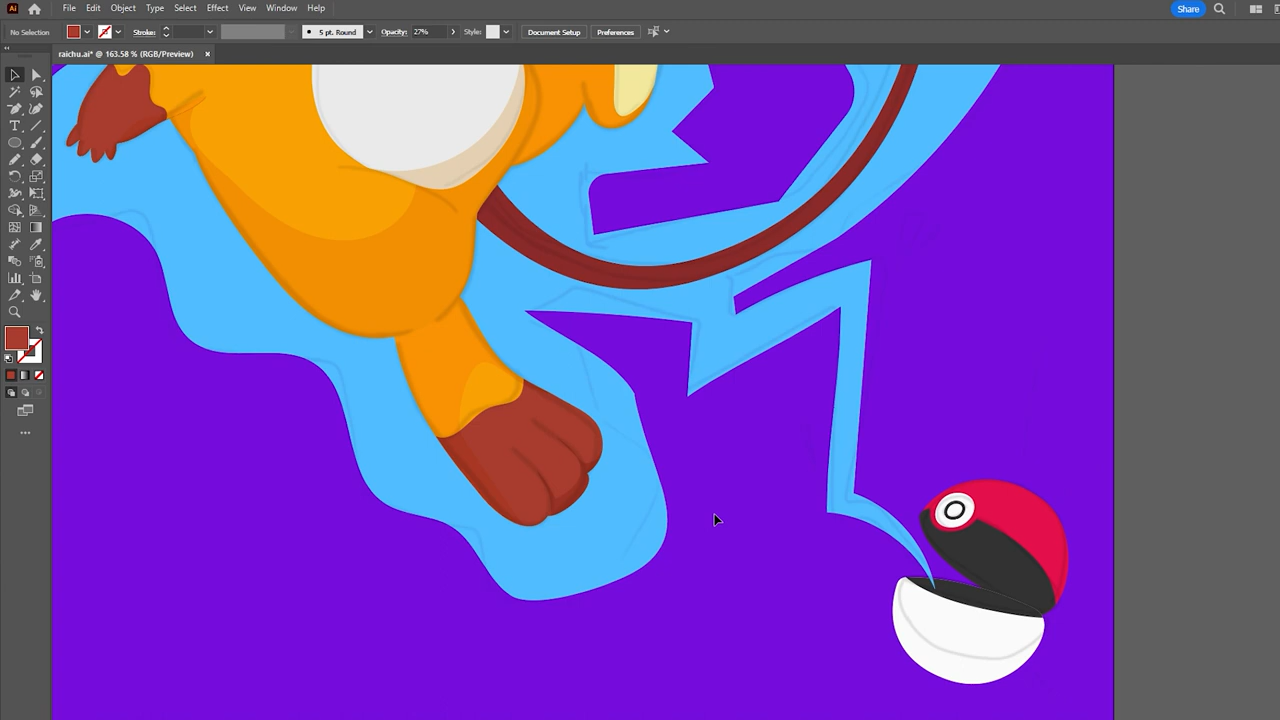 Ai File Edit Object Type Select Effect View Window Help Share
No Selection Stroke: 5 pt. Round Opacity: 27% Style: Document Setup Preferences
raichu.ai* @ 163.58 % (RGB/Preview) ×